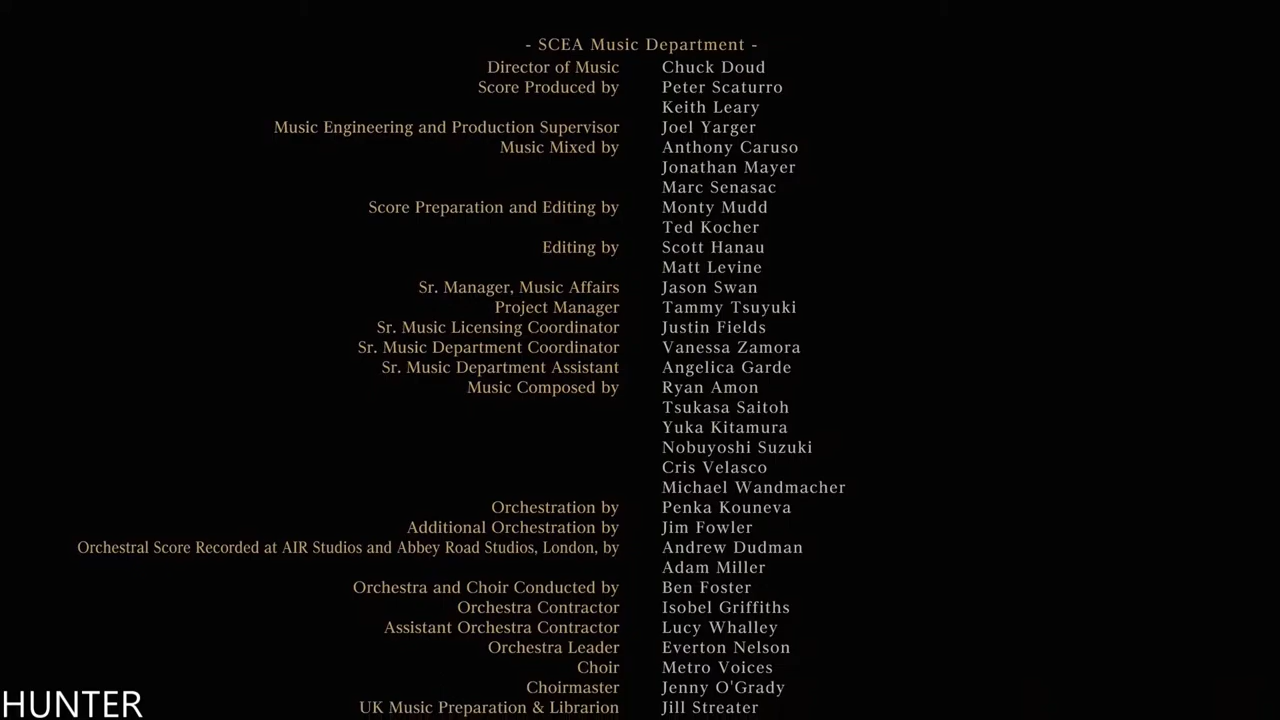 - SCEA Music Department -
Director of Music Chuck Doud
Score Produced by Peter Scaturro
Keith Leary
Music Engineering and Production Supervisor Joel Yarger
Music Mixed by Anthony Caruso
Jonathan Mayer
Marc Senasac
Score Preparation and Editing by Monty Mudd
Ted Kocher
Editing by Scott Hanau
Matt Levine
Sr. Manager, Music Affairs Jason Swan
Project Manager Tammy Tsuyuki
Sr. Music Licensing Coordinator Justin Fields
Sr. Music Department Coordinator Vanessa Zamora
Sr. Music Department Assistant Angelica Garde
Music Composed by Ryan Amon
Tsukasa Saitoh
Yuka Kitamura
Nobuyoshi Suzuki
Cris Velasco
Michael Wandmacher
Orchestration by Penka Kouneva
Additional Orchestration by Jim Fowler
Orchestral Score Recorded at AIR Studios and Abbey Road Studios, London, by Andrew Dudman
Adam Miller
Orchestra and Choir Conducted by Ben Foster
Orchestra Contractor Isobel Griffiths
Assistant Orchestra Contractor Lucy Whalley
Orchestra Leader Everton Nelson
Choir Metro Voices
Choirmaster Jenny O'Grady
UK Music Preparation & Librarion Jill Streater
HUNTER